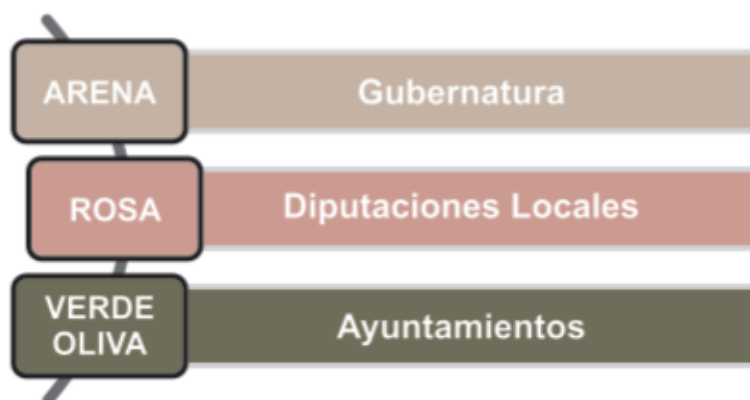 ARENA
Gubernatura
ROSA
Diputaciones Locales
VERDE
OLIVA
Ayuntamientos